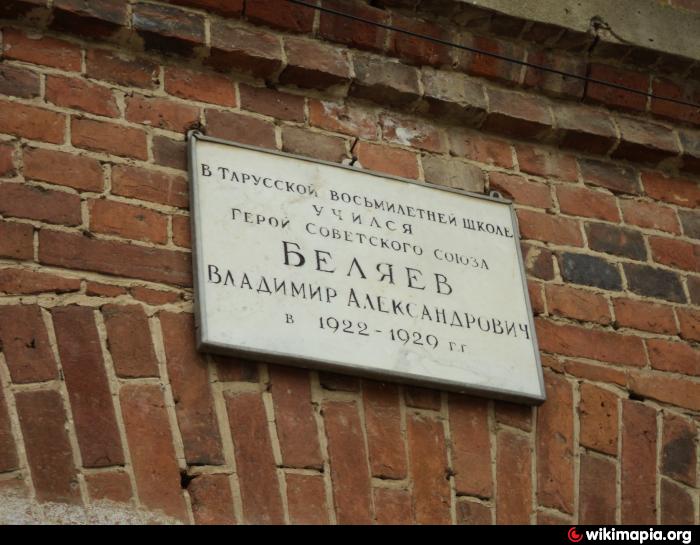 В ТАРУССКОЙ ВОСЬМИЛЕТНЕЙ ШКОЛЕ
УЧИЛСЯ
ГЕРОЙ СОВЕТСКОГО СОЮЗА
БЕЛЯЕВ
ВЛАДИМИР АЛЕКСАНДРОВИЧ
В 1922-1929 Г.Г
wikimapia.org